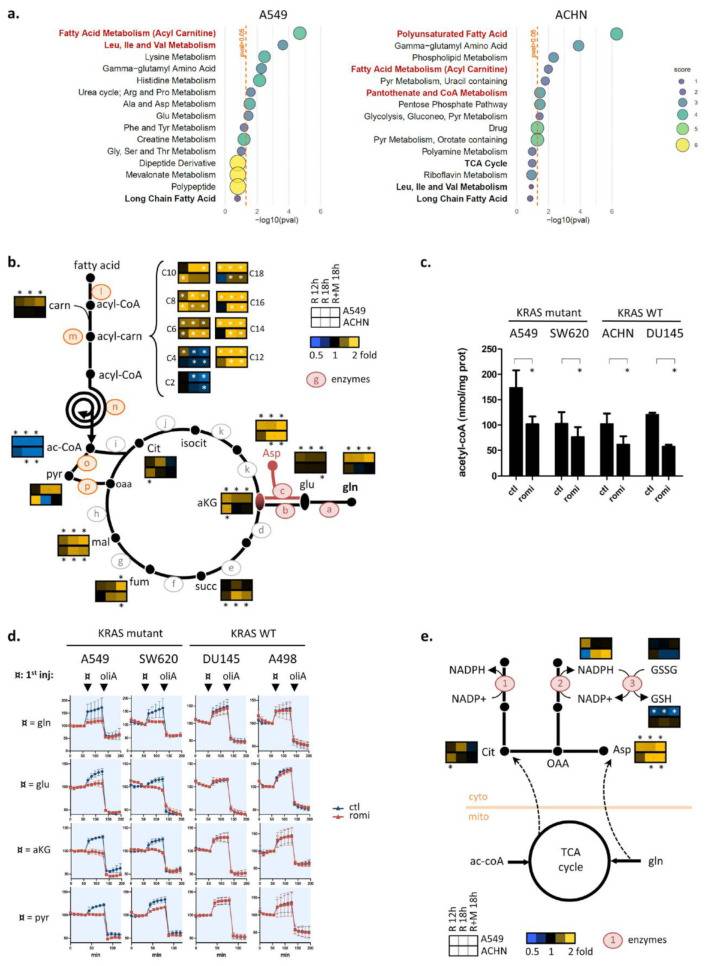 a.
A549
Fatty Acid Metabolism (Acyl Carnitine)
Leu, Ile and Val Metabolism
Lysine Metabolism
Gamma-glutamyl Amino Acid
Histidine Metabolism
Urea cycle; Arg and Pro Metabolism
Ala and Asp Metabolism
Glu Metabolism
Phe and Tyr Metabolism
Creatine Metabolism
Gly, Ser and Thr Metabolism
Dipeptide Derivative
Mevalonate Metabolism
Polypeptide
Long Chain Fatty Acid
pval=0.05
0 2 4 6
−log10(pval)
ACHN
Polyunsaturated Fatty Acid
Gamma-glutamyl Amino Acid
Phospholipid Metabolism
Fatty Acid Metabolism (Acyl Carnitine)
Pyr Metabolism, Uracil containing
Pantothenate and CoA Metabolism
Pentose Phosphate Pathway
Glycolysis, Gluconeo, Pyr Metabolism
Drug
Pyr Metabolism, Orotate containing
Polyamine Metabolism
TCA Cycle
Riboflavin Metabolism
Leu, Ile and Val Metabolism
Long Chain Fatty Acid
pval=0.05
0 2 4 6
−log10(pval)
score
1
2
3
4
5
6
b.
fatty acid
l
acyl-CoA
* * *
carn
m
acyl-carn
acyl-CoA
n
C10
C18
C8
C16
C6
C14
C4
C12
C2
R 12h
R 18h
R+M 18h
A549
ACHN
0.5 1 2 fold
g enzymes
ac-CoA
o
pyr
p
oaa
i
Cit
j
isocit
k
k
aKG
Asp
c
b
glu
a
gln
d
e
succ
f
fum
g
mal
h
c.
KRAS mutant
KRAS WT
A549 SW620 ACHN DU145
* * * *
acetyl-coA (nmol/mg prot)
250
200
150
100
50
0
ctl romi ctl romi ctl romi ctl romi
d.
KRAS mutant
KRAS WT
A549 SW620 DU145 A498
¤: 1st inj: ¤ oliA ¤ oliA ¤ oliA ¤ oliA
¤ = gln
¤ = glu
¤ = aKG
¤ = pyr
ctl
romi
min min min min
e.
NADPH
NADP+
1
2
NADPH
NADP+
3
GSSG
GSH
* * *
Cit
OAA
Asp
cyto
mito
ac-coA
TCA
cycle
gln
R 12h
R 18h
R+M 18h
A549
ACHN
0.5 1 2 fold
1 enzymes